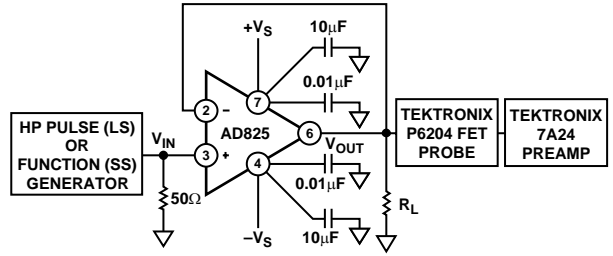 +VS
10µF
0.01µF
2
−
7
AD825
HP PULSE (LS)
OR
FUNCTION (SS)
GENERATOR
VIN
3
+
6
4
VOUT
0.01µF
TEKTRONIX
P6204 FET
PROBE
TEKTRONIX
7A24
PREAMP
50Ω
−VS
10µF
RL